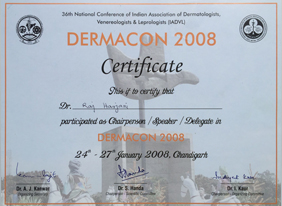 36th National Conference of Indian Association of Dermatologists,
Venereologists & Leprologists (IADVL)
DERMACON 2008
Certificate
This is to certify that
Dr.
participated as Chairperson / Speaker / Delegate in
DERMACON 2008
24th - 27th January 2008, Chandigarh
Dr. A. J. Kanwar Dr. S. Handa Dr. I. Kaur